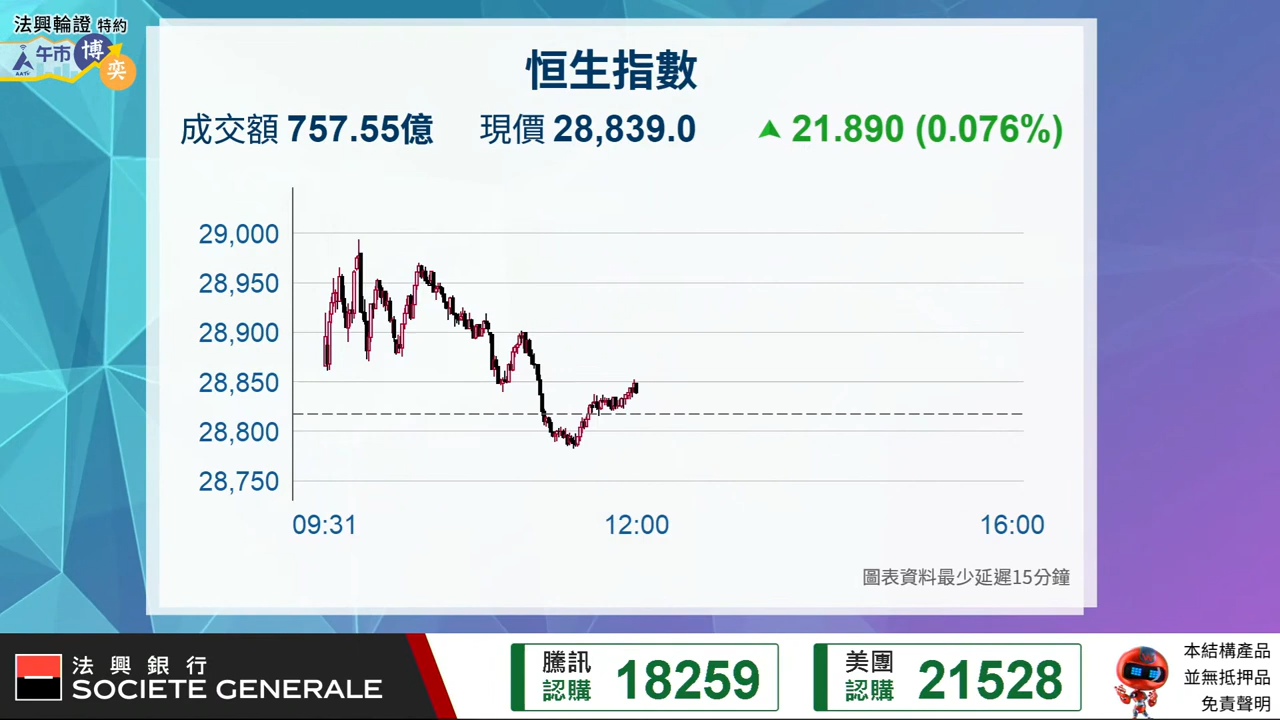 法興輪證 特約
AATV
午市
博
奕
恒生指數
成交額 757.55億
現價 28,839.0
▲ 21.890 (0.076%)
29,000
28,950
28,900
28,850
28,800
28,750
09:31
12:00
16:00
圖表資料最少延遲15分鐘
法興銀行
SOCIETE GENERALE
騰訊
認購
18259
美團
認購
21528
本結構產品
並無抵押品
免責聲明